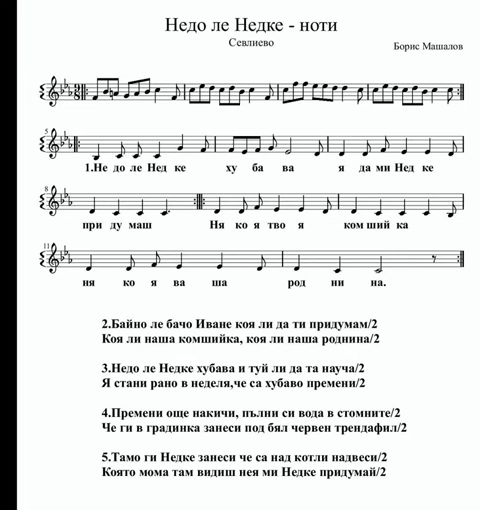 Недо ле Недке - ноти
Севлиево
Борис Машалов
5
1.Не до ле Нед ке ху ба ва я да ми Нед ке
8
при ду маш Ня ко я тво я ком ший ка
11
ня ко я ва ша род ни на.
2.Байно ле бачо Иване коя ли да ти придумам/2
Коя ли наша комшийка, коя ли наша роднина/2
3.Недо ле Недке хубава и туй ли да та науча/2
Я стани рано в неделя,че са хубаво премени/2
4.Премени още накичи, пълни си вода в стомните/2
Че ги в градинка занеси под бял червен трендафил/2
5.Тамо ги Недке занеси че са над котли надвеси/2
Която мома там видиш нея ми Недке придумай/2